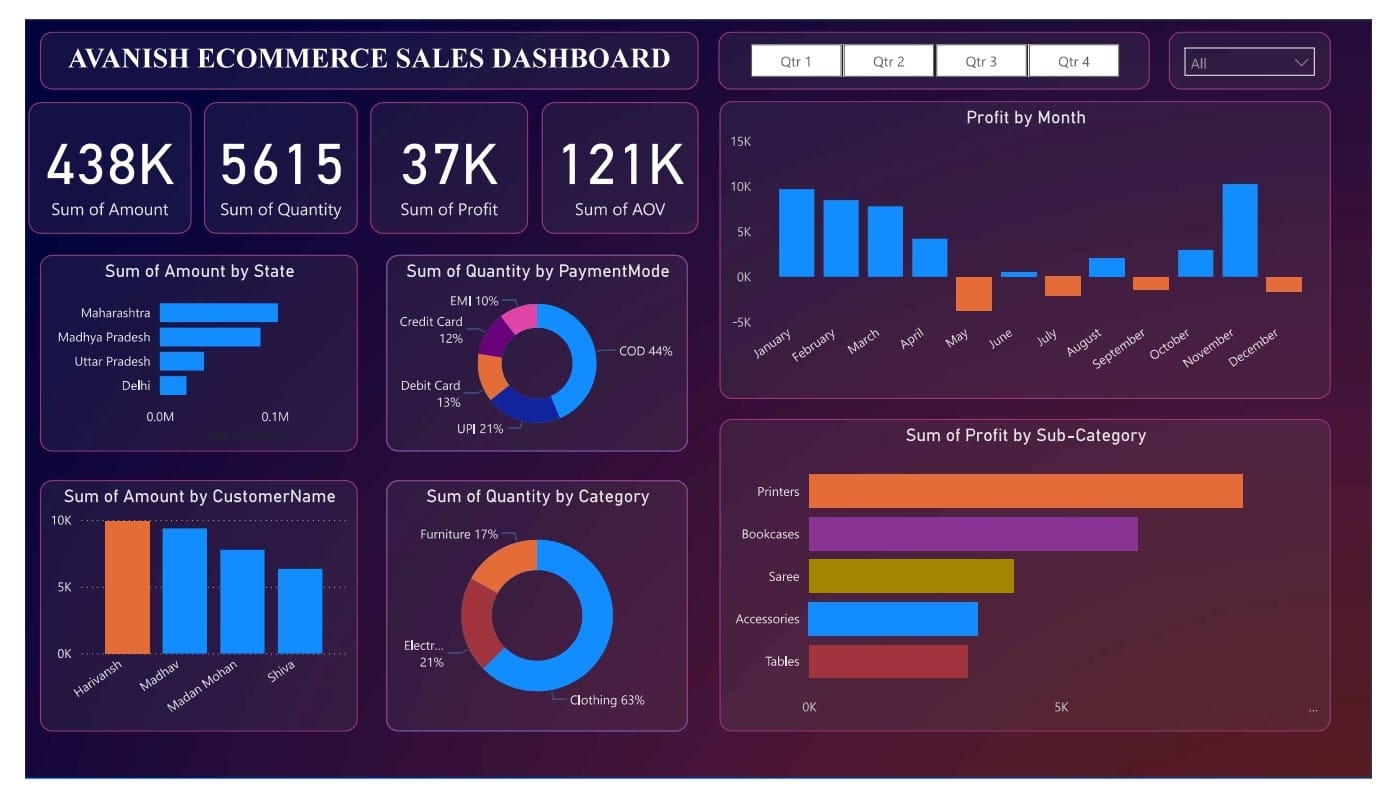 AVANISH ECOMMERCE SALES DASHBOARD
Qtr 1
Qtr 2
Qtr 3
Qtr 4
All
438K
Sum of Amount
5615
Sum of Quantity
37K
Sum of Profit
121K
Sum of AOV
Profit by Month
15K
10K
5K
0K
-5K
January
February
March
April
May
June
July
August
September
October
November
December
Sum of Amount by State
Maharashtra
Madhya Pradesh
Uttar Pradesh
Delhi
0.0M
0.1M
Sum of Quantity by PaymentMode
EMI 10%
Credit Card
12%
COD 44%
Debit Card
13%
UPI 21%
Sum of Profit by Sub-Category
Printers
Bookcases
Saree
Accessories
Tables
0K
5K
...
Sum of Amount by CustomerName
10K
5K
0K
Harivansh
Madhav
Madan Mohan
Shiva
Sum of Quantity by Category
Furniture 17%
Electr...
21%
Clothing 63%